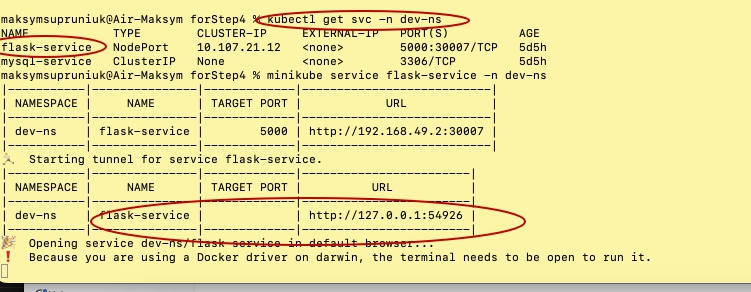 maksymsupruniuk@Air-Maksym forStep4 % kubectl get svc -n dev-ns
NAME TYPE CLUSTER-IP EXTERNAL-IP PORT(S) AGE
flask-service NodePort 10.107.21.12 <none> 5000:30007/TCP 5d5h
mysql-service ClusterIP None <none> 3306/TCP 5d5h
maksymsupruniuk@Air-Maksym forStep4 % minikube service flask-service -n dev-ns
|-----------|---------------|-------------|---------------------------|
| NAMESPACE | NAME | TARGET PORT | URL |
|-----------|---------------|-------------|---------------------------|
| dev-ns | flask-service | 5000 | http://192.168.49.2:30007 |
|-----------|---------------|-------------|---------------------------|
Starting tunnel for service flask-service.
|-----------|---------------|-------------|------------------------|
| NAMESPACE | NAME | TARGET PORT | URL |
|-----------|---------------|-------------|------------------------|
| dev-ns | flask-service | | http://127.0.0.1:54926 |
|-----------|---------------|-------------|------------------------|
🎉 Opening service dev-ns/flask-service in default browser...
❗ Because you are using a Docker driver on darwin, the terminal needs to be open to run it.